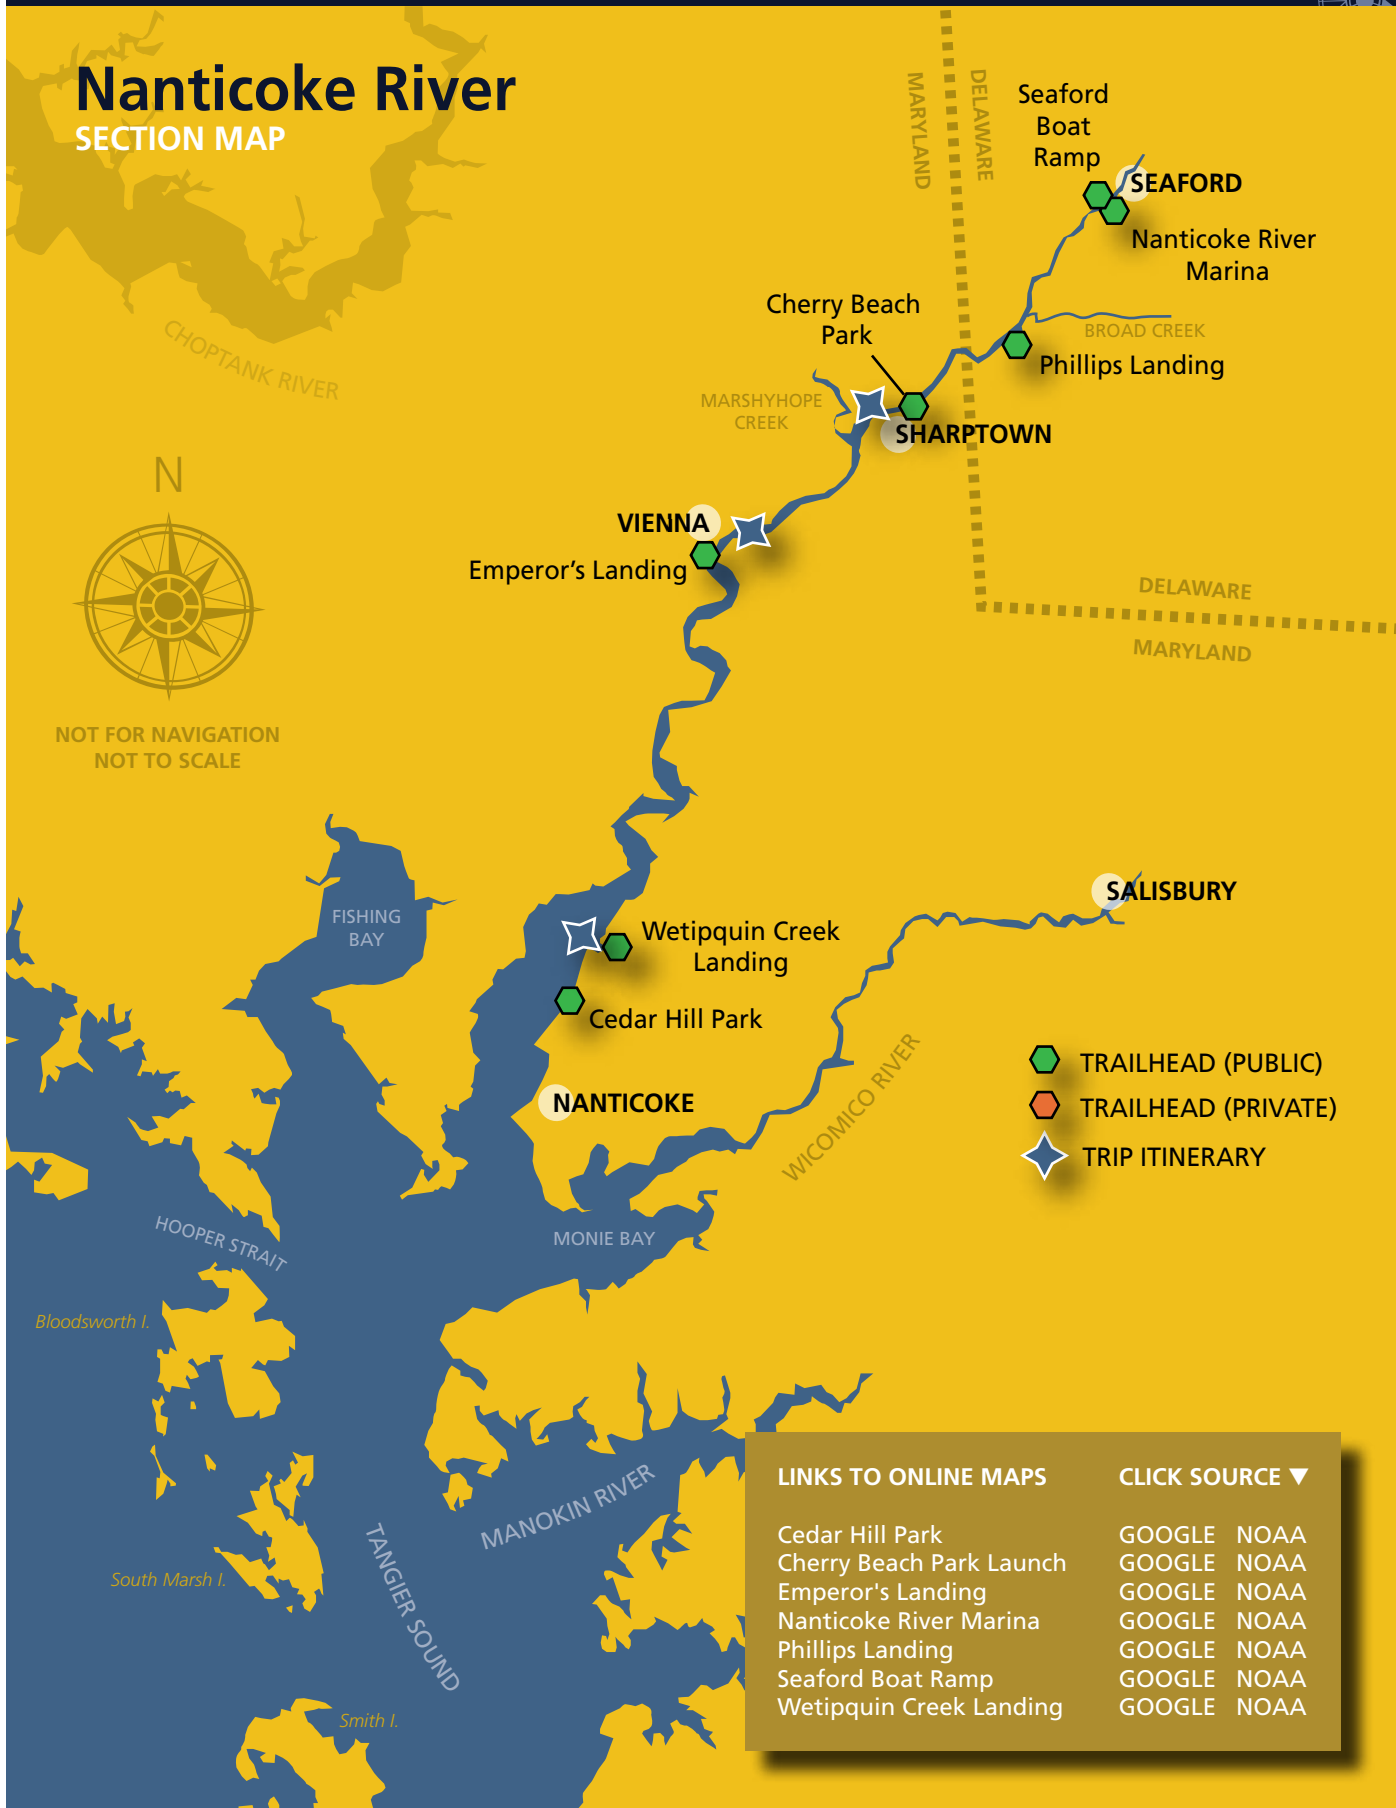 Nanticoke River
SECTION MAP
MARYLAND
DELAWARE
Seaford
Boat
Ramp
SEAFORD
Nanticoke River
Marina
Cherry Beach
Park
BROAD CREEK
Phillips Landing
CHOPTANK RIVER
MARSHYHOPE
CREEK
SHARPTOWN
N
VIENNA
Emperor's Landing
DELAWARE
MARYLAND
NOT FOR NAVIGATION
NOT TO SCALE
SALISBURY
FISHING
BAY
Wetipquin Creek
Landing
Cedar Hill Park
WICOMICO RIVER
TRAILHEAD (PUBLIC)
NANTICOKE
TRAILHEAD (PRIVATE)
TRIP ITINERARY
HOOPER STRAIT
MONIE BAY
Bloodsworth I.
MANOKIN RIVER
South Marsh I.
TANGIER SOUND
Smith I.
LINKS TO ONLINE MAPS CLICK SOURCE ▼
Cedar Hill Park GOOGLE NOAA
Cherry Beach Park Launch GOOGLE NOAA
Emperor's Landing GOOGLE NOAA
Nanticoke River Marina GOOGLE NOAA
Phillips Landing GOOGLE NOAA
Seaford Boat Ramp GOOGLE NOAA
Wetipquin Creek Landing GOOGLE NOAA